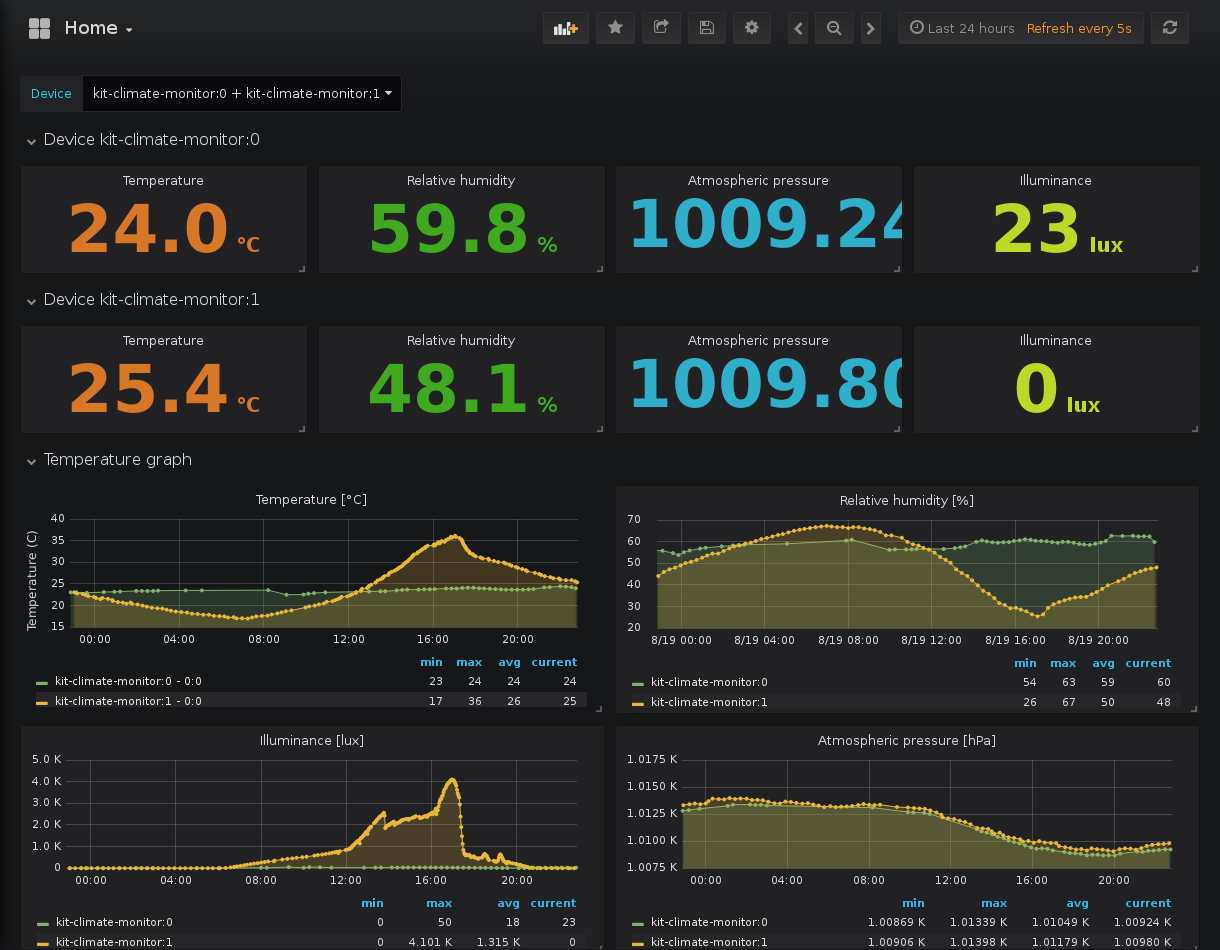 Home
Last 24 hours Refresh every 5s
Device kit-climate-monitor:0 + kit-climate-monitor:1
Device kit-climate-monitor:0
Temperature Relative humidity Atmospheric pressure Illuminance
24.0 °C 59.8 % 1009.24 23 lux
Device kit-climate-monitor:1
Temperature Relative humidity Atmospheric pressure Illuminance
25.4 °C 48.1 % 1009.80 0 lux
Temperature graph
Temperature [°C]
Temperature (C)
40
35
30
25
20
15
00:00 04:00 08:00 12:00 16:00 20:00
min max avg current
kit-climate-monitor:0 - 0:0 23 24 24 24
kit-climate-monitor:1 - 0:0 17 36 26 25
Relative humidity [%]
70
60
50
40
30
20
8/19 00:00 8/19 04:00 8/19 08:00 8/19 12:00 8/19 16:00 8/19 20:00
min max avg current
kit-climate-monitor:0 54 63 59 60
kit-climate-monitor:1 26 67 50 48
Illuminance [lux]
5.0 K
4.0 K
3.0 K
2.0 K
1.0 K
0
00:00 04:00 08:00 12:00 16:00 20:00
min max avg current
kit-climate-monitor:0 0 50 18 23
kit-climate-monitor:1 0 4.101 K 1.315 K 0
Atmospheric pressure [hPa]
1.0175 K
1.0150 K
1.0125 K
1.0100 K
1.0075 K
00:00 04:00 08:00 12:00 16:00 20:00
min max avg current
kit-climate-monitor:0 1.00869 K 1.01339 K 1.01049 K 1.00924 K
kit-climate-monitor:1 1.00906 K 1.01398 K 1.01179 K 1.00980 K